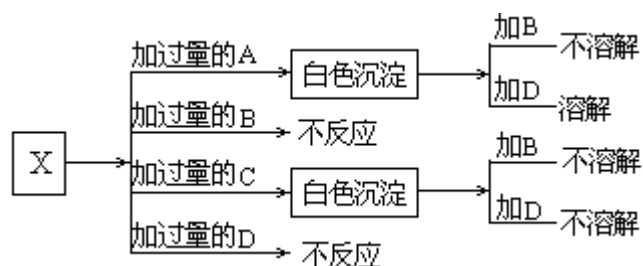 X
加过量的A
白色沉淀
加B
不溶解
加D
溶解
加过量的B
不反应
加过量的C
白色沉淀
加B
不溶解
加D
不溶解
加过量的D
不反应